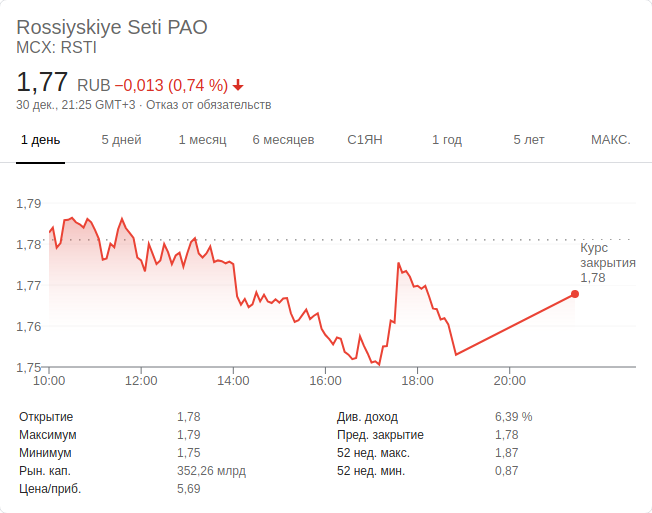 Rossiyskiye Seti PAO
MCX: RSTI
1,77 RUB −0,013 (0,74 %)
30 дек., 21:25 GMT+3 · Отказ от обязательств
1 день 5 дней 1 месяц 6 месяцев С1ЯН 1 год 5 лет МАКС.
1,79
1,78
Курс
закрытия
1,78
1,77
1,76
1,75
10:00 12:00 14:00 16:00 18:00 20:00
Открытие 1,78 Див. доход 6,39 %
Максимум 1,79 Пред. закрытие 1,78
Минимум 1,75 52 нед. макс. 1,87
Рын. кап. 352,26 млрд 52 нед. мин. 0,87
Цена/приб. 5,69